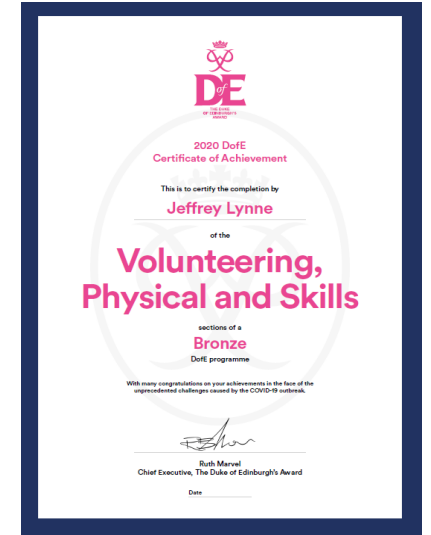 DofE
THE DUKE
OF EDINBURGH'S
AWARD
2020 DofE
Certificate of Achievement
This is to certify the completion by
Jeffrey Lynne
of the
Volunteering,
Physical and Skills
sections of a
Bronze
DofE programme
With many congratulations on your achievements in the face of the
unprecedented challenges caused by the COVID-19 outbreak.
Ruth Marvel
Chief Executive, The Duke of Edinburgh's Award
Date